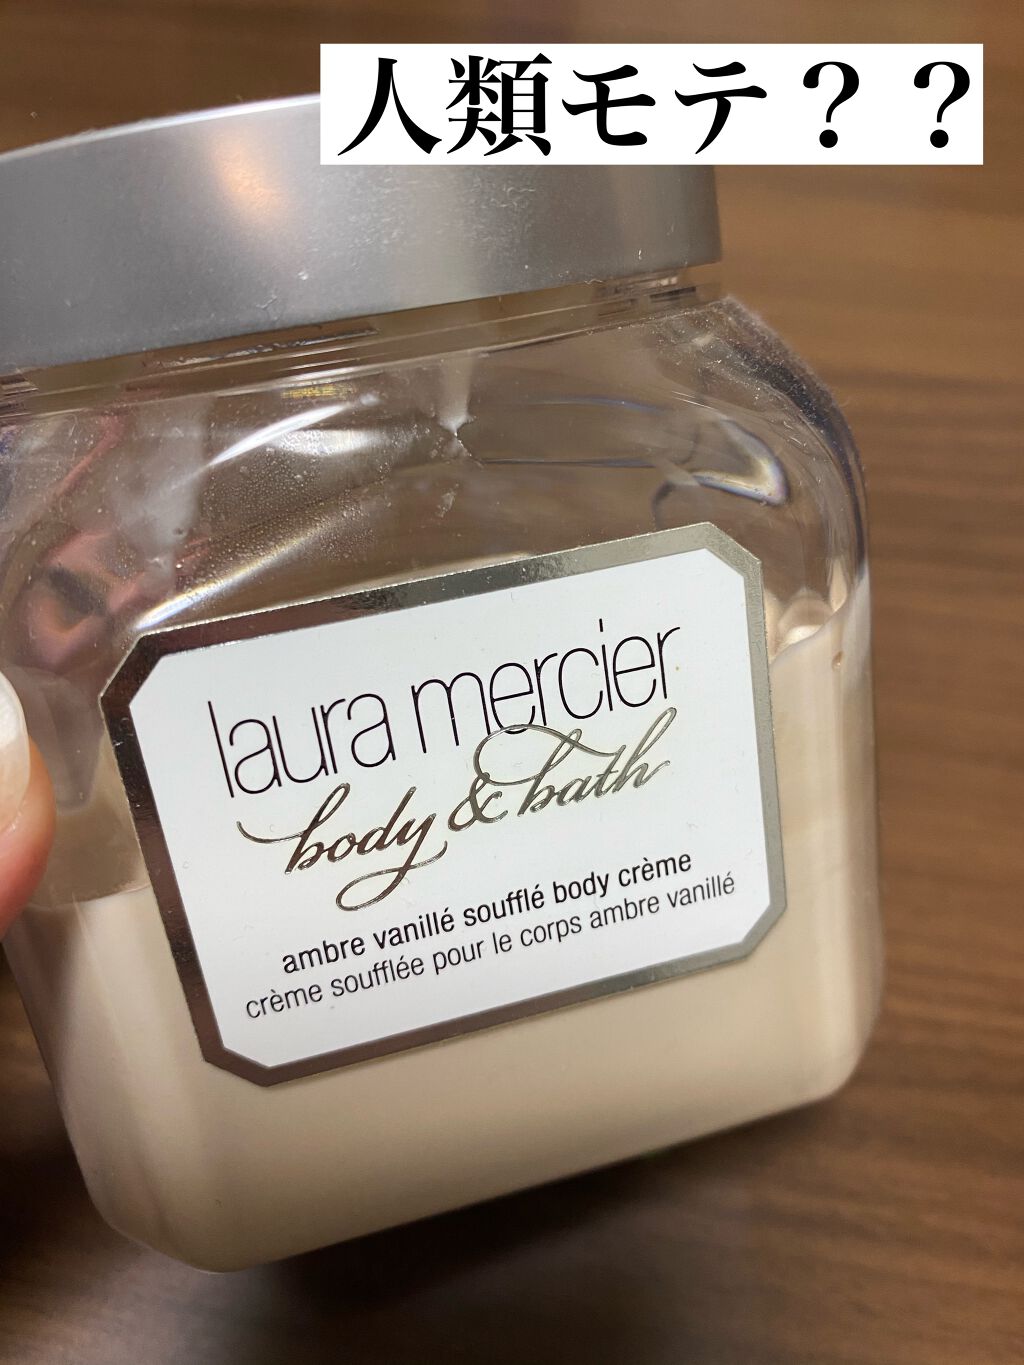 人類モテ？？
laura mercier
body & bath
ambre vanillé soufflé body crème
crème soufflée pour le corps ambre vanillé